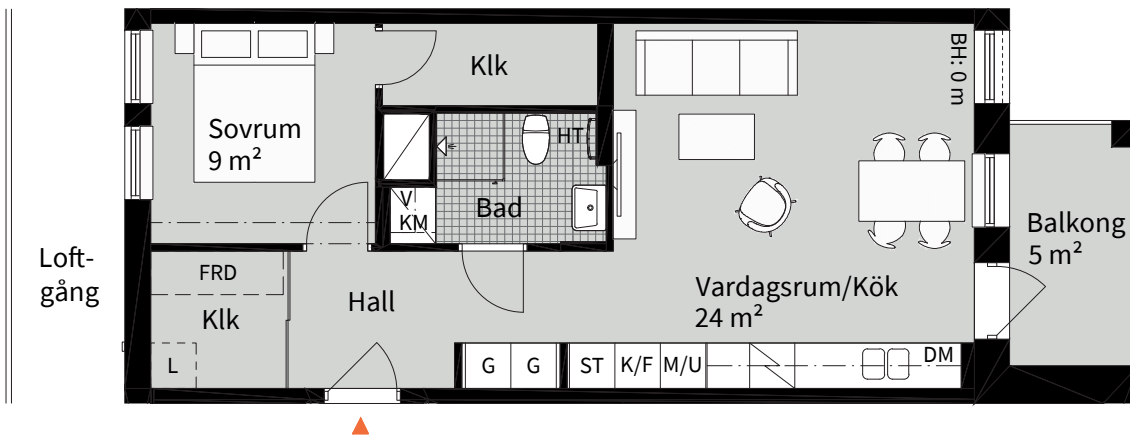 Klk
BH: 0 m
Sovrum
9 m²
HT
V
KM
Bad
Balkong
5 m²
Loft-
gång
FRD
Klk
Hall
Vardagsrum/Kök
24 m²
L
G
G
ST
K/F
M/U
DM